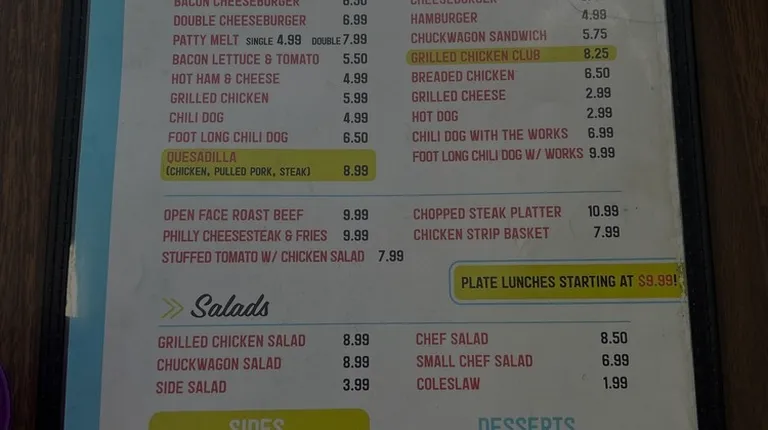 BACON CHEESEBURGER 6.50
DOUBLE CHEESEBURGER 6.99
PATTY MELT SINGLE 4.99 DOUBLE 7.99
BACON LETTUCE & TOMATO 5.50
HOT HAM & CHEESE 4.99
GRILLED CHICKEN 5.99
CHILI DOG 4.99
FOOT LONG CHILI DOG 6.50
QUESADILLA
(CHICKEN, PULLED PORK, STEAK) 8.99
CHEESEBURGER
HAMBURGER 4.99
CHUCKWAGON SANDWICH 5.75
GRILLED CHICKEN CLUB 8.25
BREADED CHICKEN 6.50
GRILLED CHEESE 2.99
HOT DOG 2.99
CHILI DOG WITH THE WORKS 6.99
FOOT LONG CHILI DOG W/ WORKS 9.99
OPEN FACE ROAST BEEF 9.99
PHILLY CHEESESTEAK & FRIES 9.99
STUFFED TOMATO W/ CHICKEN SALAD 7.99
CHOPPED STEAK PLATTER 10.99
CHICKEN STRIP BASKET 7.99
PLATE LUNCHES STARTING AT $9.99!
Salads
GRILLED CHICKEN SALAD 8.99
CHUCKWAGON SALAD 8.99
SIDE SALAD 3.99
CHEF SALAD 8.50
SMALL CHEF SALAD 6.99
COLESLAW 1.99
SIDES
DESSERTS